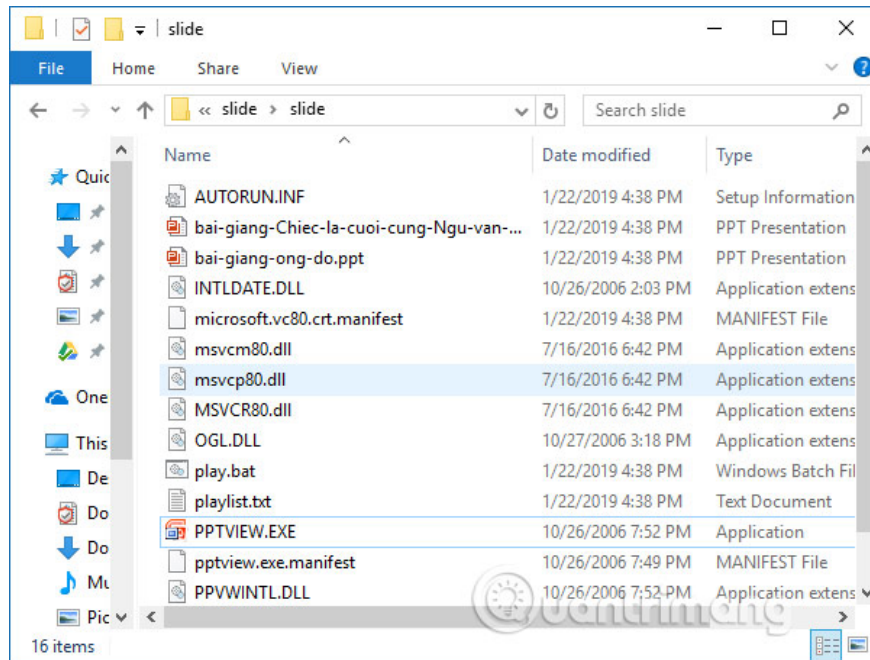 slide
File Home Share View
« slide > slide Search slide
Name Date modified Type
Quic
AUTORUN.INF 1/22/2019 4:38 PM Setup Information
bai-giang-Chiec-la-cuoi-cung-Ngu-van-... 1/22/2019 4:38 PM PPT Presentation
bai-giang-ong-do.ppt 1/22/2019 4:38 PM PPT Presentation
INTLDATE.DLL 10/26/2006 2:03 PM Application extens
microsoft.vc80.crt.manifest 1/22/2019 4:38 PM MANIFEST File
msvcm80.dll 7/16/2016 6:42 PM Application extens
msvcp80.dll 7/16/2016 6:42 PM Application extens
One
MSVCR80.dll 7/16/2016 6:42 PM Application extens
This
OGL.DLL 10/27/2006 3:18 PM Application extens
De
play.bat 1/22/2019 4:38 PM Windows Batch Fil
Do
playlist.txt 1/22/2019 4:38 PM Text Document
PPTVIEW.EXE 10/26/2006 7:52 PM Application
Do
pptview.exe.manifest 10/26/2006 7:49 PM MANIFEST File
Mu
PPVWINTL.DLL 10/26/2006 7:52 PM Application extens
Pic
Quantrimang
16 items